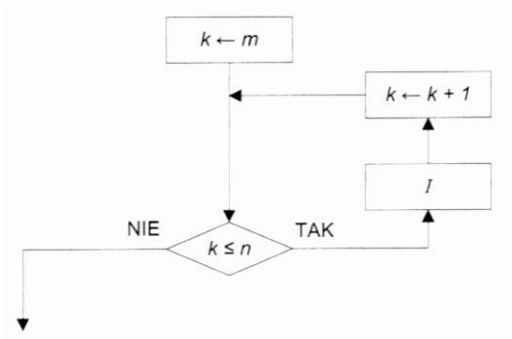 k ← m
k ← k + 1
I
NIE
TAK
k ≤ n